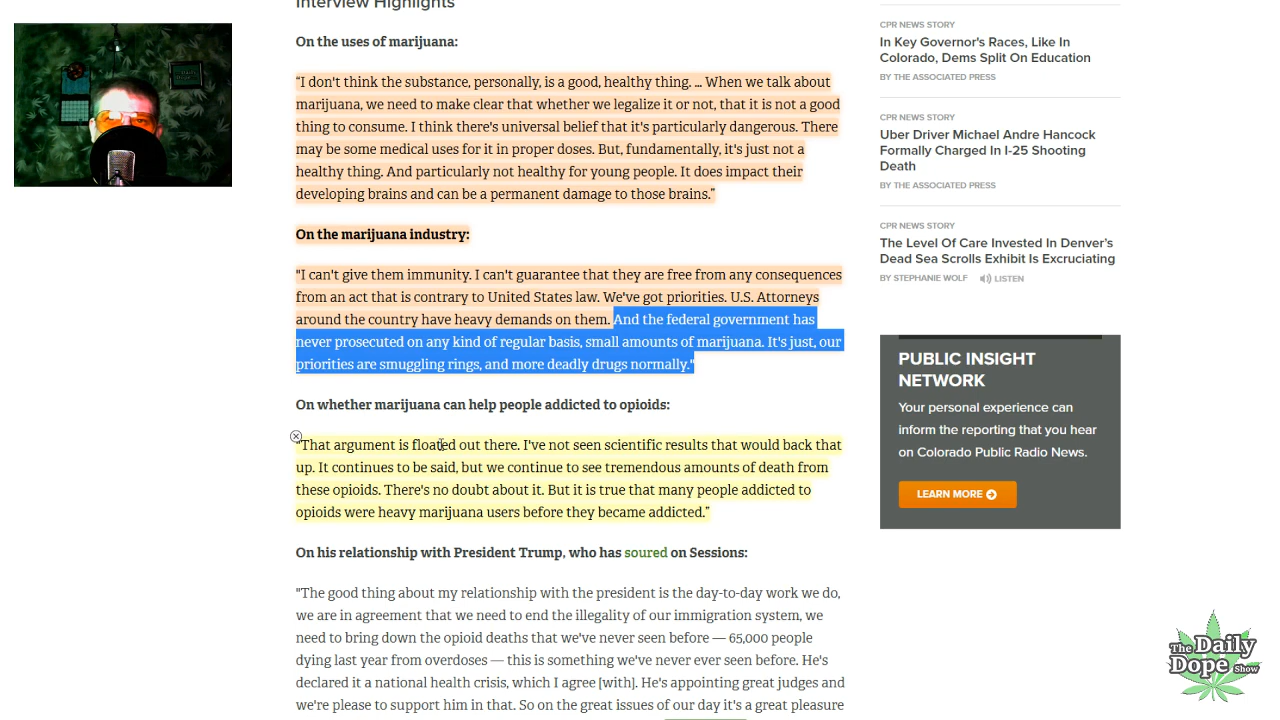 Interview Highlights
On the uses of marijuana:
“I don't think the substance, personally, is a good, healthy thing. ... When we talk about
marijuana, we need to make clear that whether we legalize it or not, that it is not a good
thing to consume. I think there's universal belief that it's particularly dangerous. There
may be some medical uses for it in proper doses. But, fundamentally, it's just not a
healthy thing. And particularly not healthy for young people. It does impact their
developing brains and can be a permanent damage to those brains.”
On the marijuana industry:
"I can't give them immunity. I can't guarantee that they are free from any consequences
from an act that is contrary to United States law. We've got priorities. U.S. Attorneys
around the country have heavy demands on them. And the federal government has
never prosecuted on any kind of regular basis, small amounts of marijuana. It's just, our
priorities are smuggling rings, and more deadly drugs normally."
On whether marijuana can help people addicted to opioids:
“That argument is floated out there. I've not seen scientific results that would back that
up. It continues to be said, but we continue to see tremendous amounts of death from
these opioids. There's no doubt about it. But it is true that many people addicted to
opioids were heavy marijuana users before they became addicted.”
On his relationship with President Trump, who has soured on Sessions:
"The good thing about my relationship with the president is the day-to-day work we do,
we are in agreement that we need to end the illegality of our immigration system, we
need to bring down the opioid deaths that we've never seen before — 65,000 people
dying last year from overdoses — this is something we've never ever seen before. He's
declared it a national health crisis, which I agree [with]. He's appointing great judges and
we're please to support him in that. So on the great issues of our day it's a great pleasure
CPR NEWS STORY
In Key Governor's Races, Like In
Colorado, Dems Split On Education
BY THE ASSOCIATED PRESS
CPR NEWS STORY
Uber Driver Michael Andre Hancock
Formally Charged In I-25 Shooting
Death
BY THE ASSOCIATED PRESS
CPR NEWS STORY
The Level Of Care Invested In Denver's
Dead Sea Scrolls Exhibit Is Excruciating
BY STEPHANIE WOLF LISTEN
PUBLIC INSIGHT
NETWORK
Your personal experience can
inform the reporting that you hear
on Colorado Public Radio News.
LEARN MORE
The Daily
Dope Show